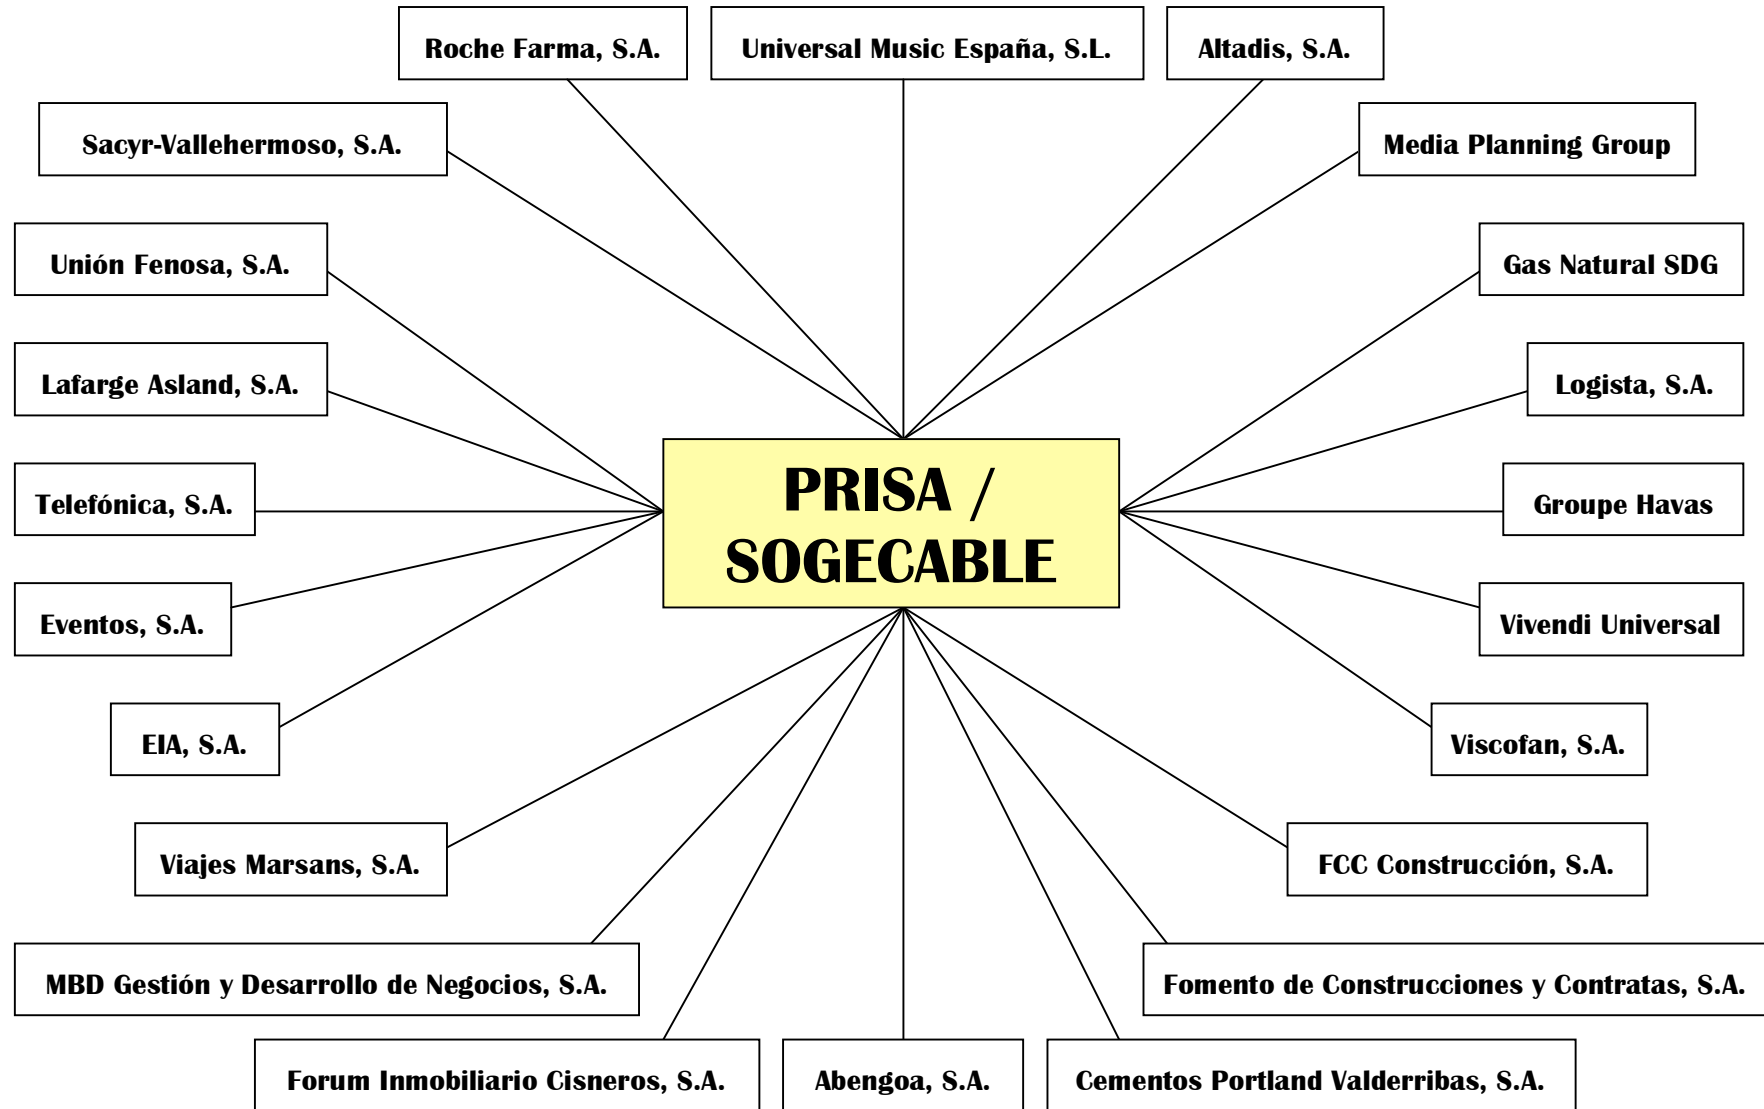 Roche Farma, S.A.
Universal Music España, S.L.
Altadis, S.A.
Sacyr-Vallehermoso, S.A.
Media Planning Group
Unión Fenosa, S.A.
Gas Natural SDG
Lafarge Asland, S.A.
Logista, S.A.
PRISA /
SOGECABLE
Telefónica, S.A.
Groupe Havas
Eventos, S.A.
Vivendi Universal
EIA, S.A.
Viscofan, S.A.
Viajes Marsans, S.A.
FCC Construcción, S.A.
MBD Gestión y Desarrollo de Negocios, S.A.
Fomento de Construcciones y Contratas, S.A.
Forum Inmobiliario Cisneros, S.A.
Abengoa, S.A.
Cementos Portland Valderribas, S.A.